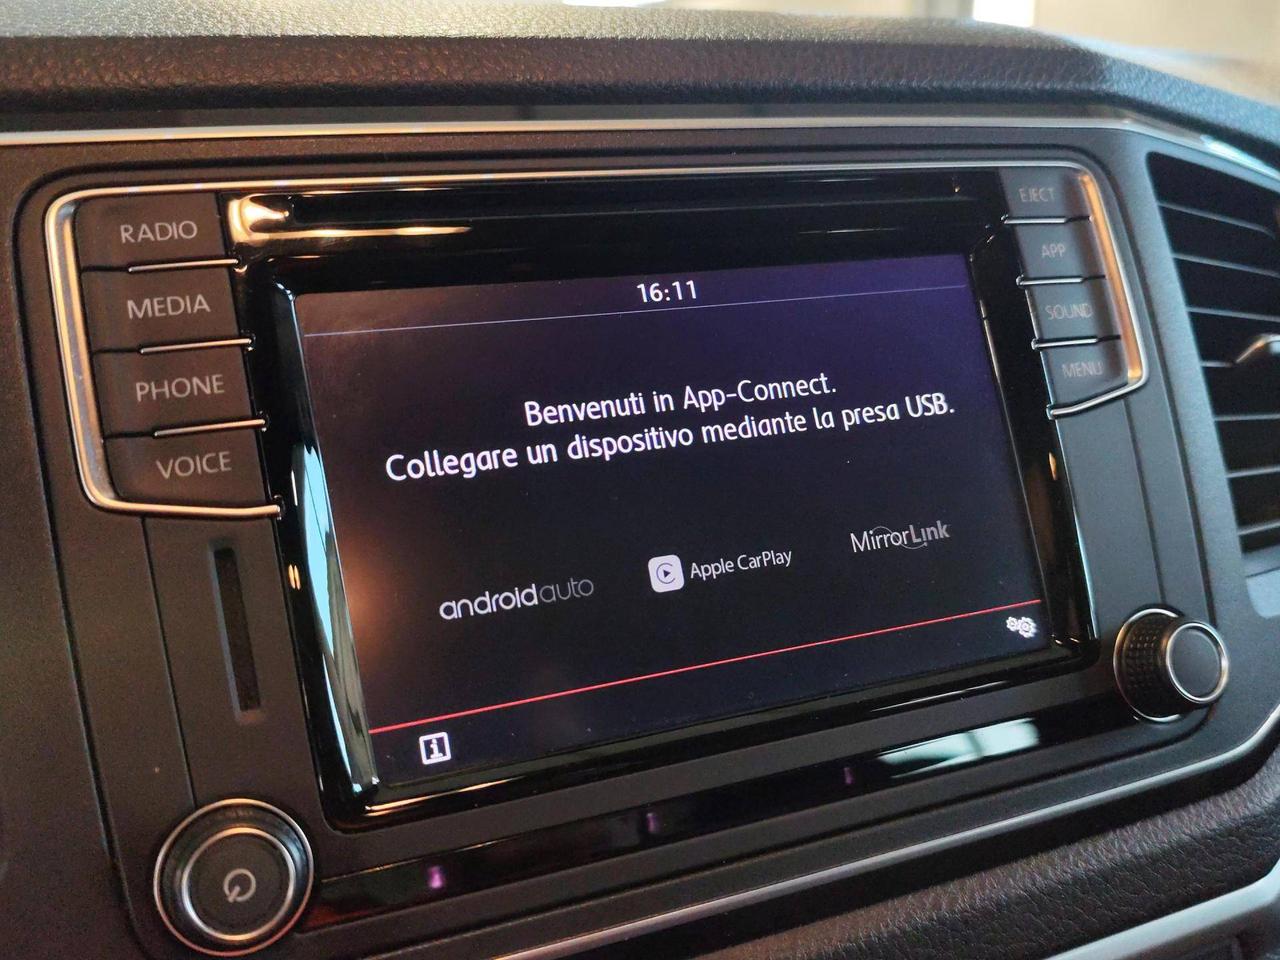 RADIO
MEDIA
PHONE
VOICE
EJECT
APP
SOUND
MENU
16:11
Benvenuti in App-Connect.
Collegare un dispositivo mediante la presa USB.
androidauto
Apple CarPlay
MirrorLink
i